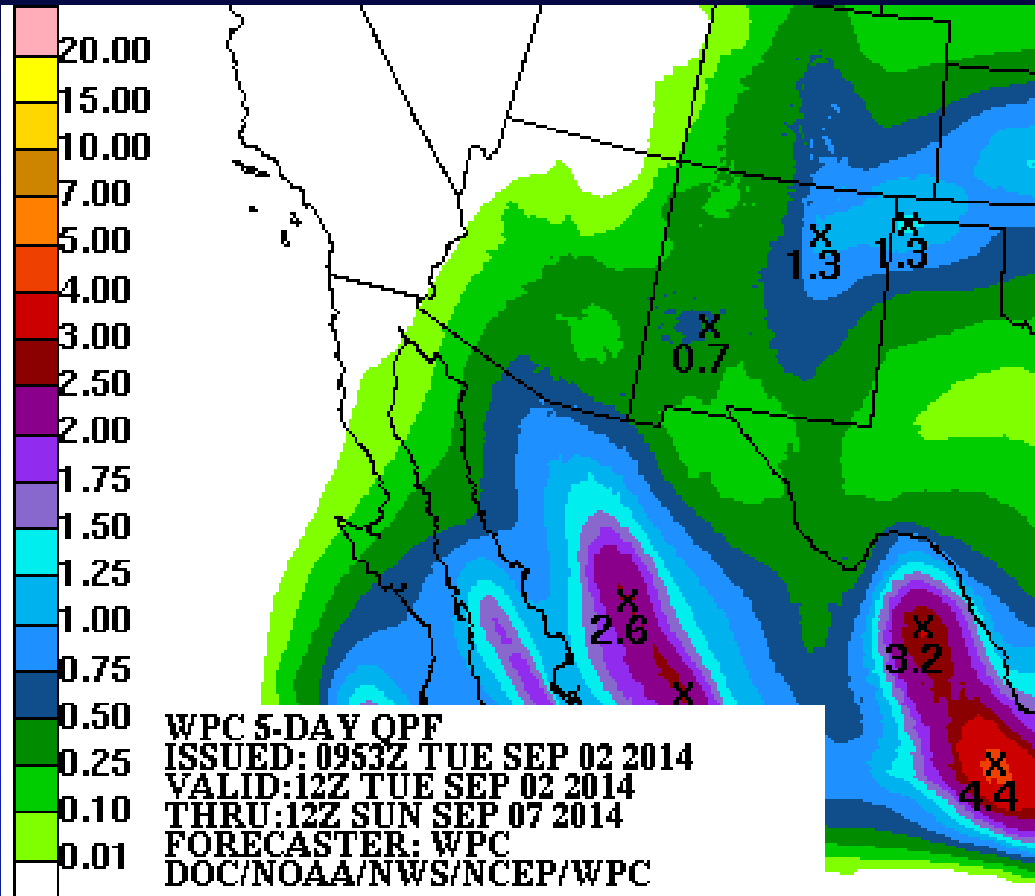 20.00
15.00
10.00
7.00
5.00
4.00
3.00
2.50
2.00
1.75
1.50
1.25
1.00
0.75
0.50
0.25
0.10
0.01
X X
1.3 1.3
X
0.7
X
2.6
X
3.2
X
X
4.4
WPC 5-DAY QPF
ISSUED: 0953Z TUE SEP 02 2014
VALID:12Z TUE SEP 02 2014
THRU:12Z SUN SEP 07 2014
FORECASTER: WPC
DOC/NOAA/NWS/NCEP/WPC